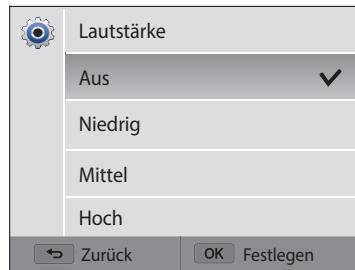 Lautstärke
Aus
Niedrig
Mittel
Hoch
Zurück OK Festlegen